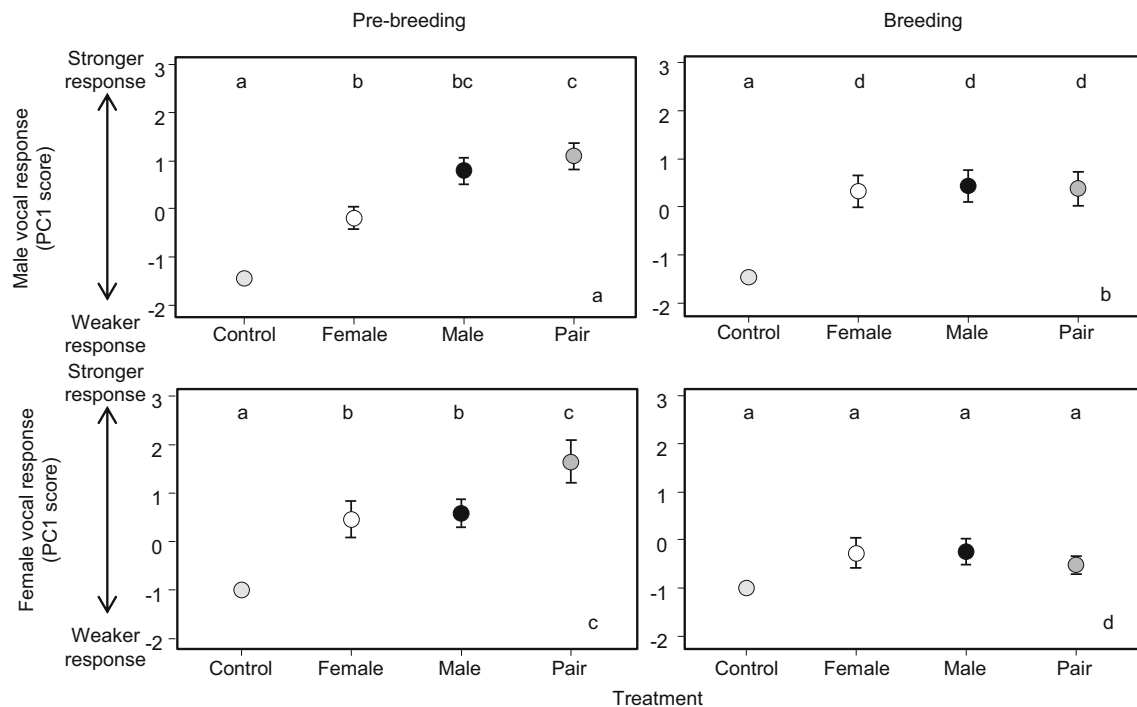 Pre-breeding
Breeding
Stronger
response
Male vocal response
(PC1 score)
Weaker
response
3
2
1
0
-1
-2
a b bc c
a
Control Female Male Pair
3
2
1
0
-1
-2
a d d d
b
Control Female Male Pair
Stronger
response
Female vocal response
(PC1 score)
Weaker
response
3
2
1
0
-1
-2
a b b c
c
Control Female Male Pair
3
2
1
0
-1
-2
a a a a
d
Control Female Male Pair
Treatment